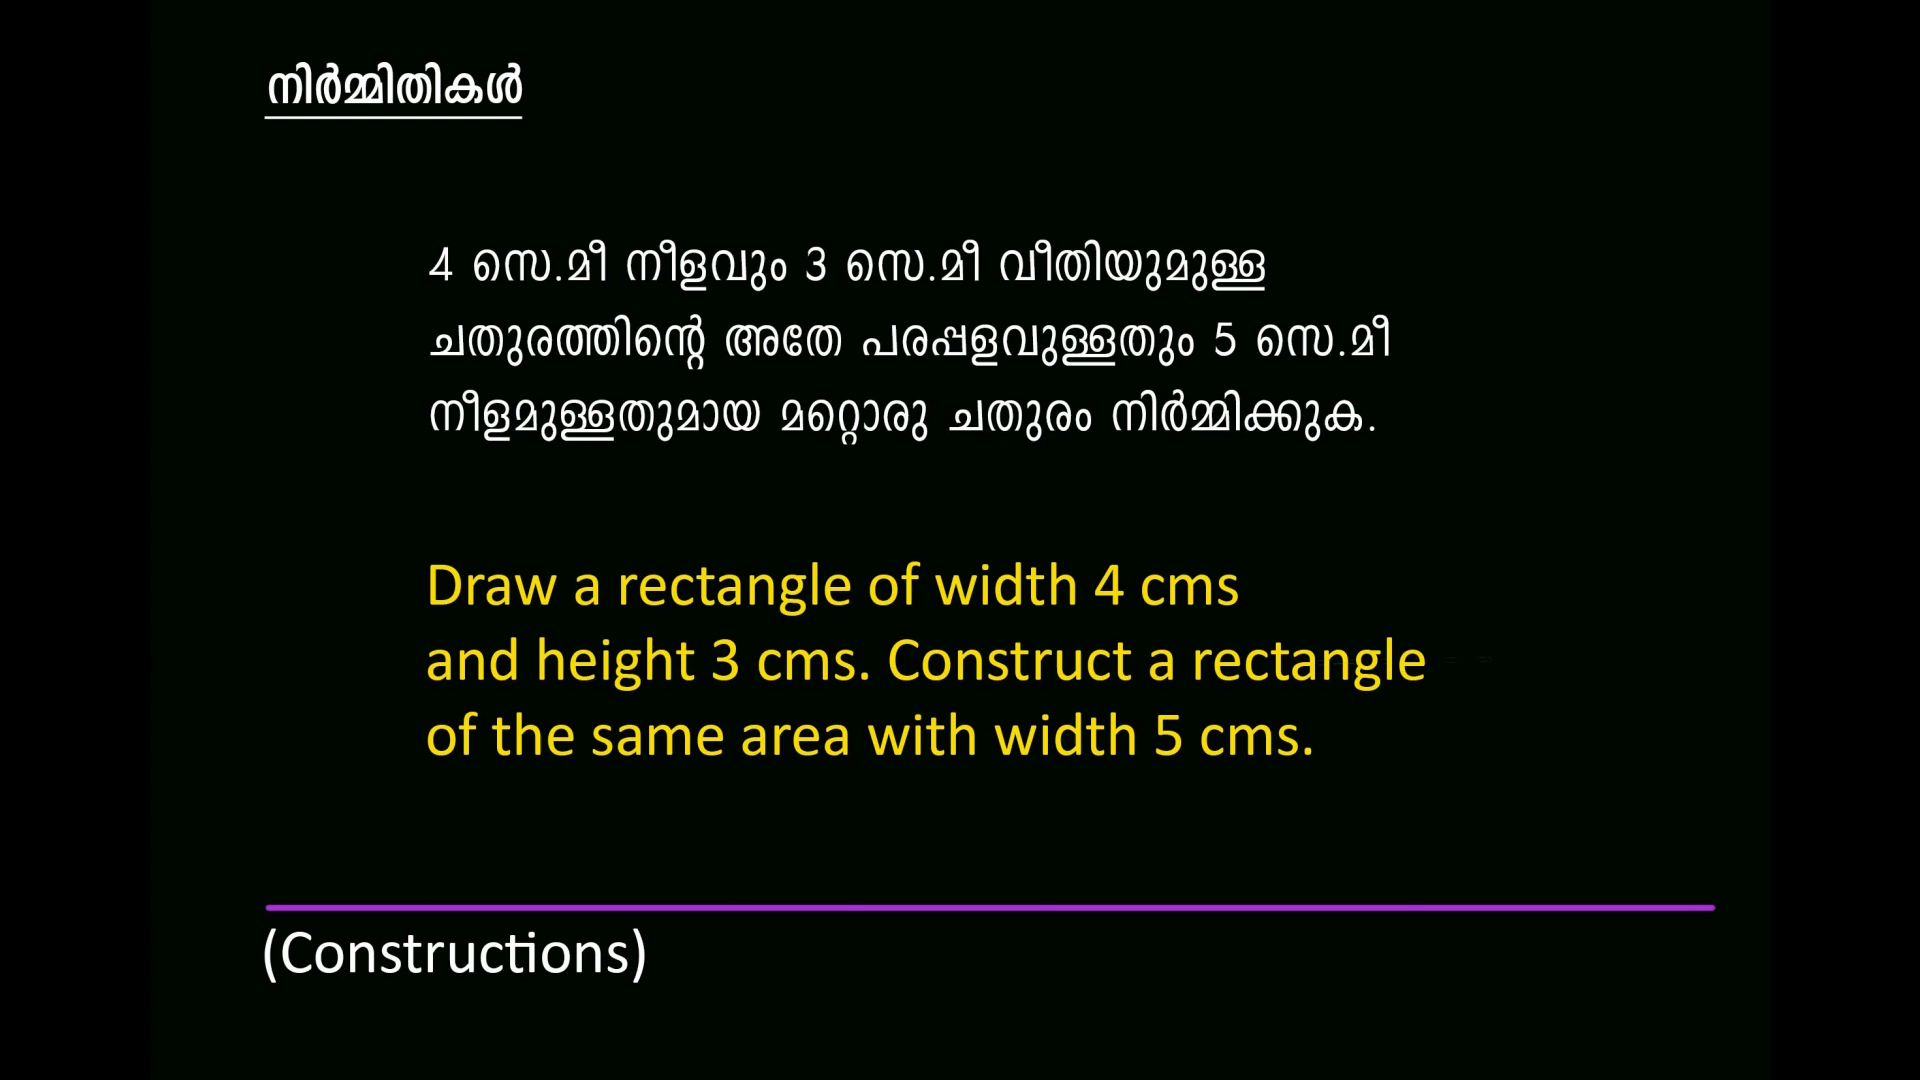 നിർമ്മിതികൾ
4 സെ.മീ നീളവും 3 സെ.മീ വീതിയുമുള്ള
ചതുരത്തിന്റെ അതേ പരപ്പളവുള്ളതും 5 സെ.മീ
നീളമുള്ളതുമായ മറ്റൊരു ചതുരം നിർമ്മിക്കുക.
Draw a rectangle of width 4 cms
and height 3 cms. Construct a rectangle
of the same area with width 5 cms.
(Constructions)